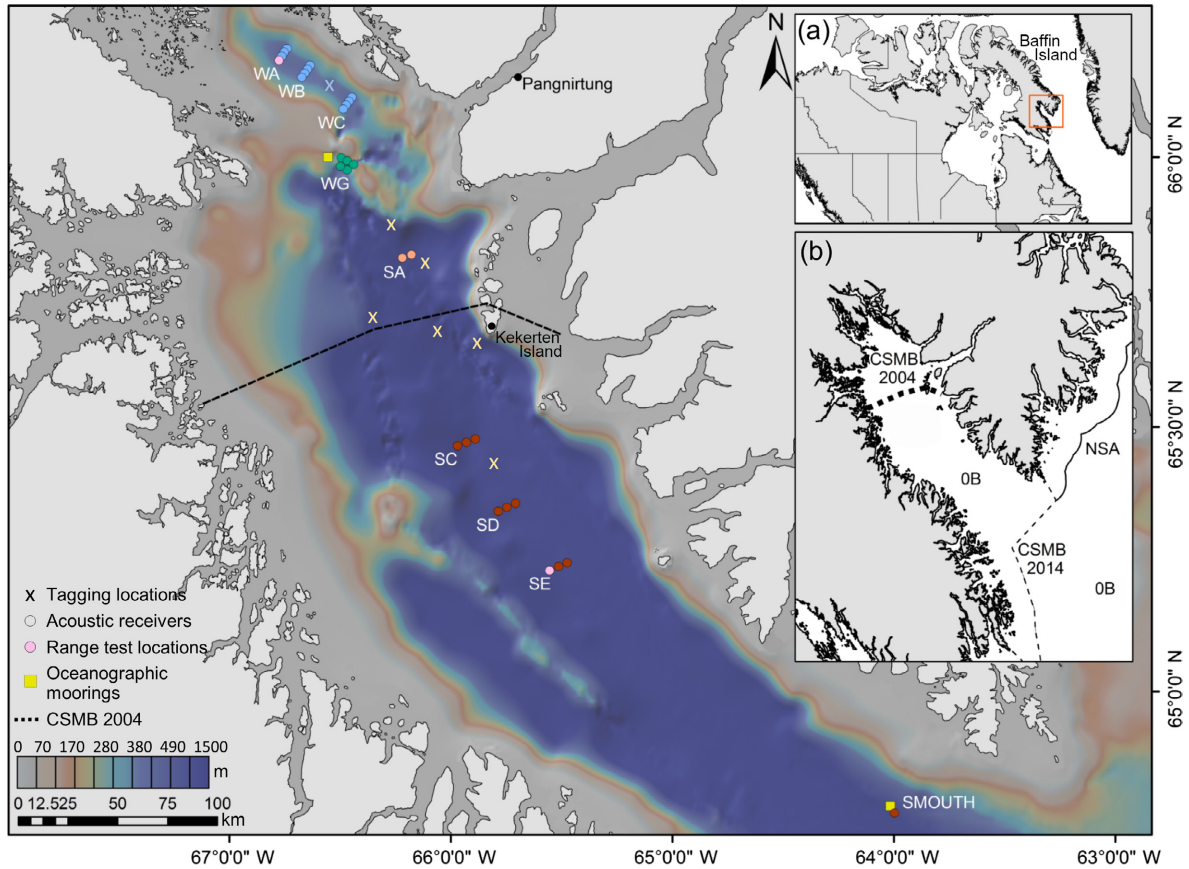 N
(a)
Baffin
Island
WA
WB
X
WC
Pangnirtung
WG
66°0'0" N
X
SA
X
X
X
X
Kekerten
Island
(b)
CSMB
2004
NSA
0B
CSMB
2014
0B
65°30'0" N
SC
X
SD
SE
65°0'0" N
x Tagging locations
Acoustic receivers
Range test locations
Oceanographic
moorings
CSMB 2004
0 70 170 280 380 490 1500
m
0 12.525 50 75 100
km
SMOUTH
67°0'0" W 66°0'0" W 65°0'0" W 64°0'0" W 63°0'0" W